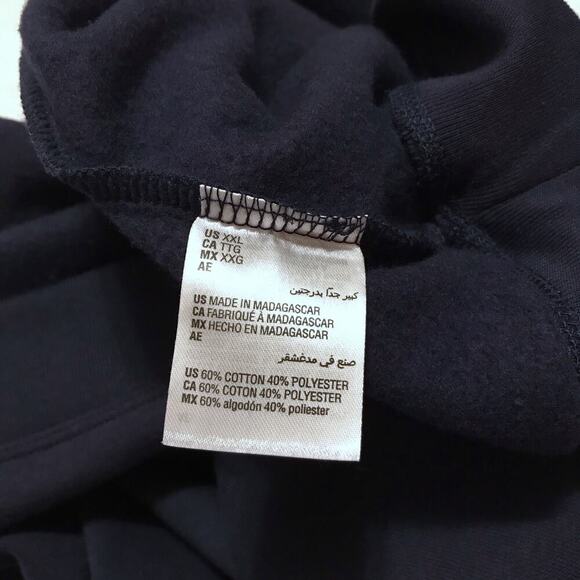 US XXL
CA TTG
MX XXG
AE
كبير جدًا بدرجتين
US MADE IN MADAGASCAR
CA FABRIQUÉ À MADAGASCAR
MX HECHO EN MADAGASCAR
AE
صنع في مدغشقر
US 60% COTTON 40% POLYESTER
CA 60% COTON 40% POLYESTER
MX 60% algodón 40% poliester